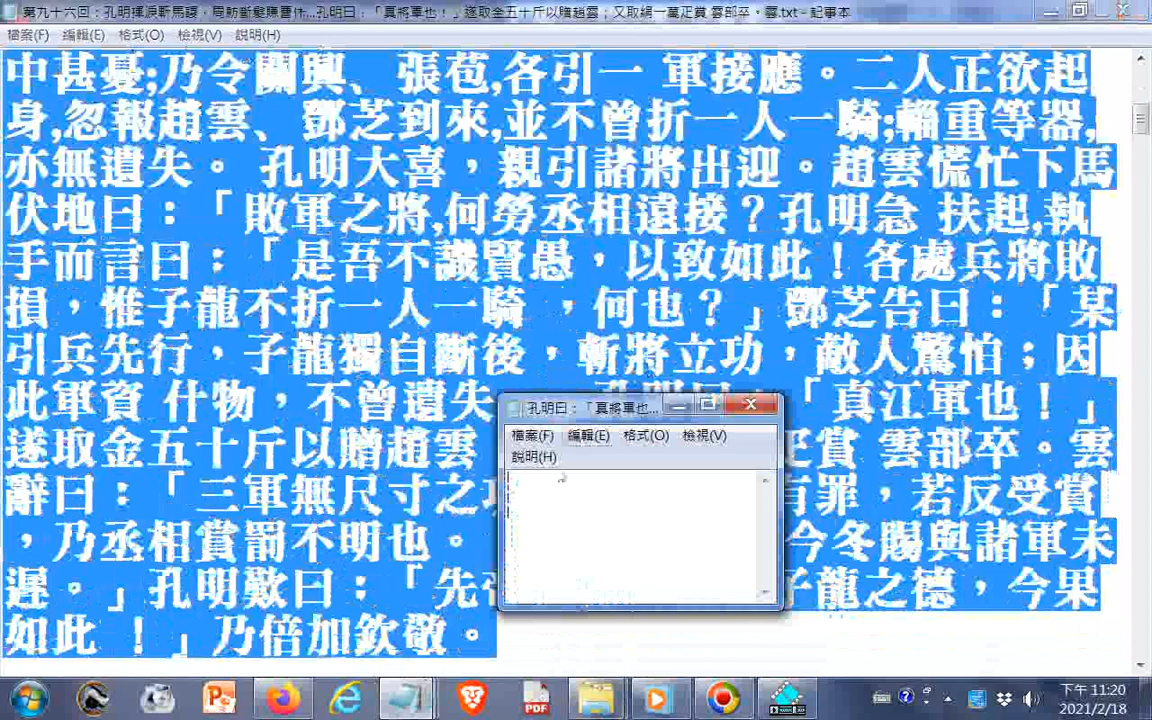 第九十六回：孔明揮淚斬馬謖，周魴斷髮賺曹休...孔明曰：「真將軍也！」遂取金五十斤以贈趙雲；又取絹一萬疋賞 雲部卒。雲.txt - 記事本
檔案(F) 編輯(E) 格式(O) 檢視(V) 說明(H)
中甚憂;乃令關興、張苞,各引一 軍接應。二人正欲起
身,忽報趙雲、鄧芝到來,並不曾折一人一騎;輜重等器,
亦無遺失。 孔明大喜，親引諸將出迎。趙雲慌忙下馬
伏地曰：「敗軍之將,何勞丞相遠接？孔明急 扶起,執
手而言曰：「是吾不識賢愚，以致如此！各處兵將敗
損，惟子龍不折一人一騎 ，何也？」鄧芝告曰：「某
引兵先行，子龍獨自斷後，斬將立功，敵人驚怕；因
此軍資 什物，不曾遺失 「真江軍也！」
遂取金五十斤以贈趙雲 疋賞 雲部卒。雲
辭曰：「三軍無尺寸之 有罪，若反受賞
，乃丞相賞罰不明也。 今冬賜與諸軍未
遲。」孔明歎曰：「先 子龍之德，今果
如此 ！」乃倍加欽敬。
孔明曰：「真將軍也...
檔案(F) 編輯(E) 格式(O) 檢視(V)
說明(H)
PDF
下午 11:20
2021/2/18